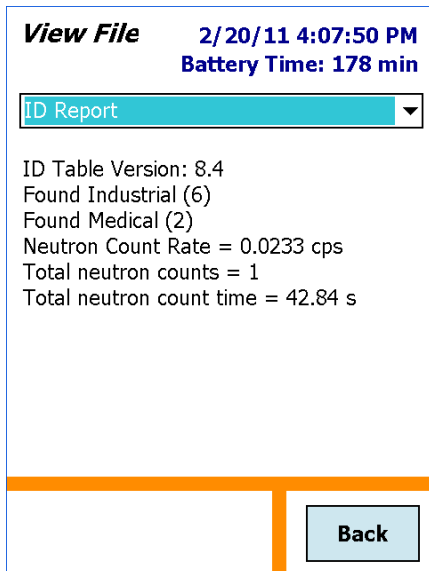 View File
2/20/11 4:07:50 PM
Battery Time: 178 min
ID Report
ID Table Version: 8.4
Found Industrial (6)
Found Medical (2)
Neutron Count Rate = 0.0233 cps
Total neutron counts = 1
Total neutron count time = 42.84 s
Back